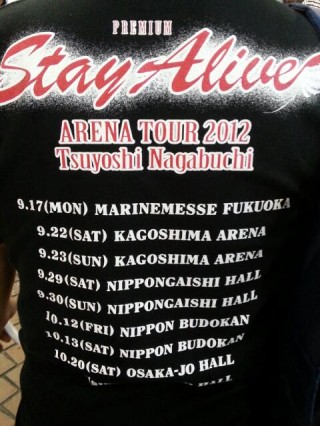 PREMIUM
Stay Alive
ARENA TOUR 2012
Tsuyoshi Nagabuchi
9.17(MON) MARINEMESSE FUKUOKA
9.22(SAT) KAGOSHIMA ARENA
9.23(SUN) KAGOSHIMA ARENA
9.29(SAT) NIPPONGAISHI HALL
9.30(SUN) NIPPONGAISHI HALL
10.12(FRI) NIPPON BUDOKAN
10.13(SAT) NIPPON BUDOKAN
10.20(SAT) OSAKA-JO HALL
HALL